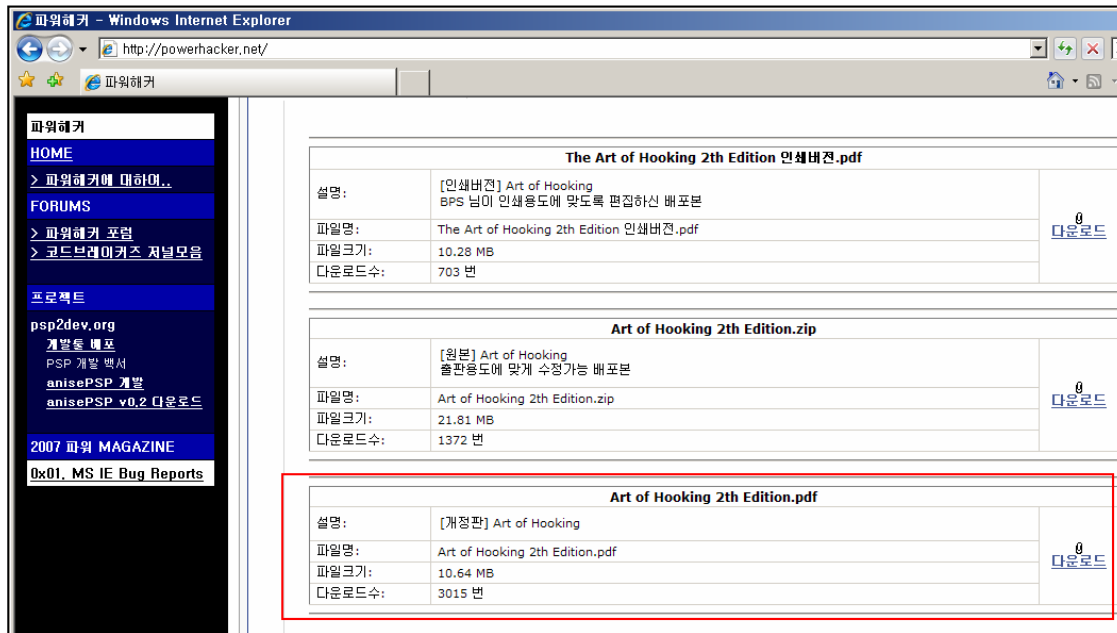 파워해커 - Windows Internet Explorer
http://powerhacker.net/
파워해커
파워해커
HOME
> 파워해커에 대하여..
FORUMS
> 파워해커 포럼
> 코드브레이커즈 저널모음
프로젝트
psp2dev.org
개발툴 배포
PSP 개발 백서
anisePSP 개발
anisePSP v0.2 다운로드
2007 파워 MAGAZINE
0x01. MS IE Bug Reports
The Art of Hooking 2th Edition 인쇄버전.pdf
설명:
[인쇄버전] Art of Hooking
BPS 님이 인쇄용도에 맞도록 편집하신 배포본
파일명:
The Art of Hooking 2th Edition 인쇄버전.pdf
파일크기:
10.28 MB
다운로드수:
703 번
다운로드
Art of Hooking 2th Edition.zip
설명:
[원본] Art of Hooking
출판용도에 맞게 수정가능 배포본
파일명:
Art of Hooking 2th Edition.zip
파일크기:
21.81 MB
다운로드수:
1372 번
다운로드
Art of Hooking 2th Edition.pdf
설명:
[개정판] Art of Hooking
파일명:
Art of Hooking 2th Edition.pdf
파일크기:
10.64 MB
다운로드수:
3015 번
다운로드